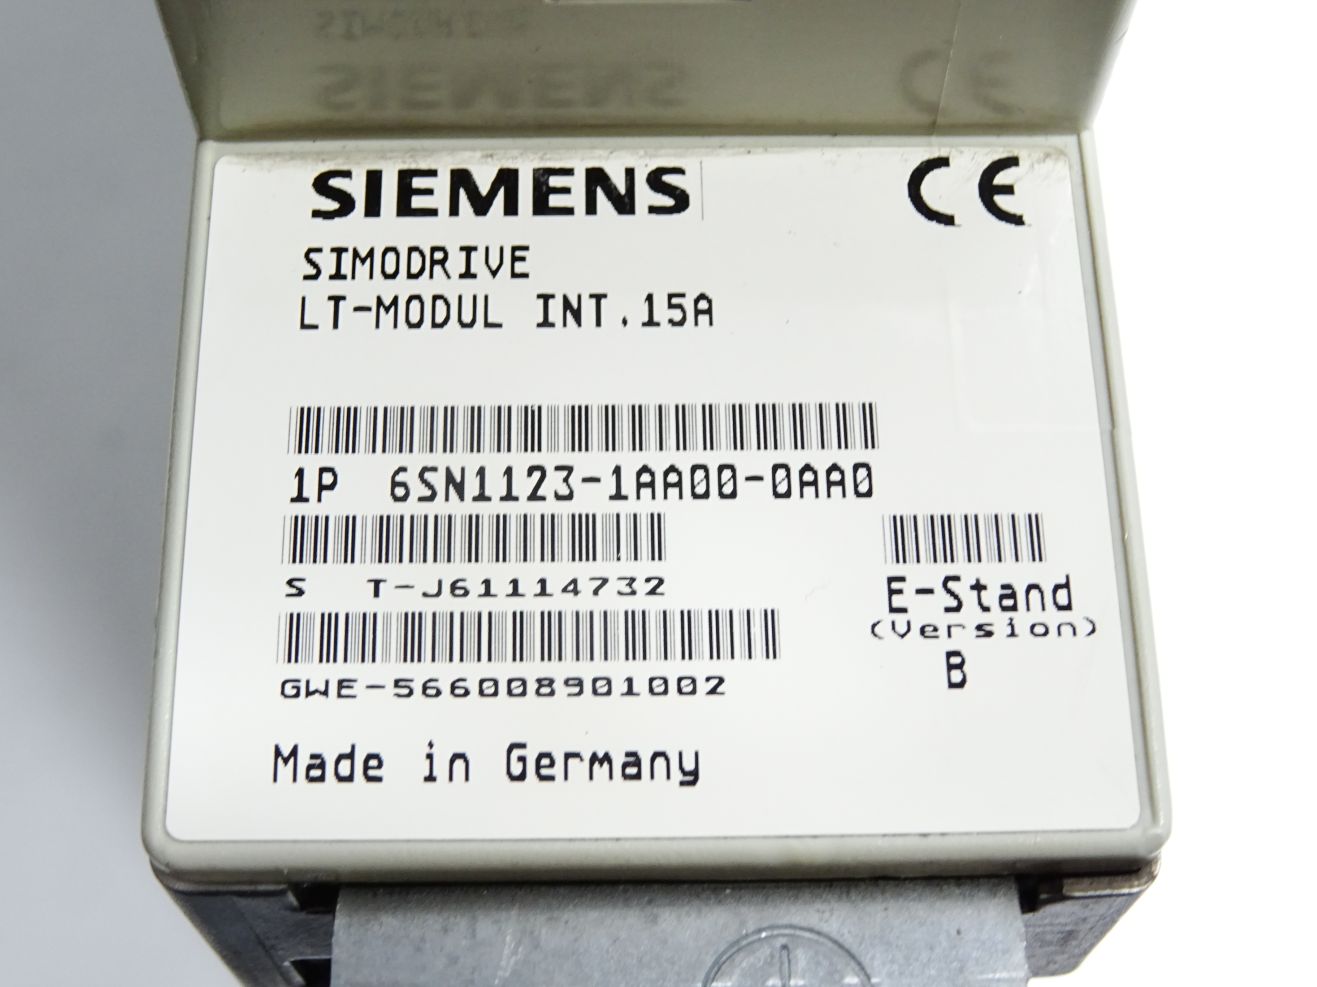 SIEMENS CE
SIMODRIVE
LT-MODUL INT.15A
1P 6SN1123-1AA00-0AA0
S T-J61114732
E-Stand
(Version)
B
GWE-566008901002
Made in Germany